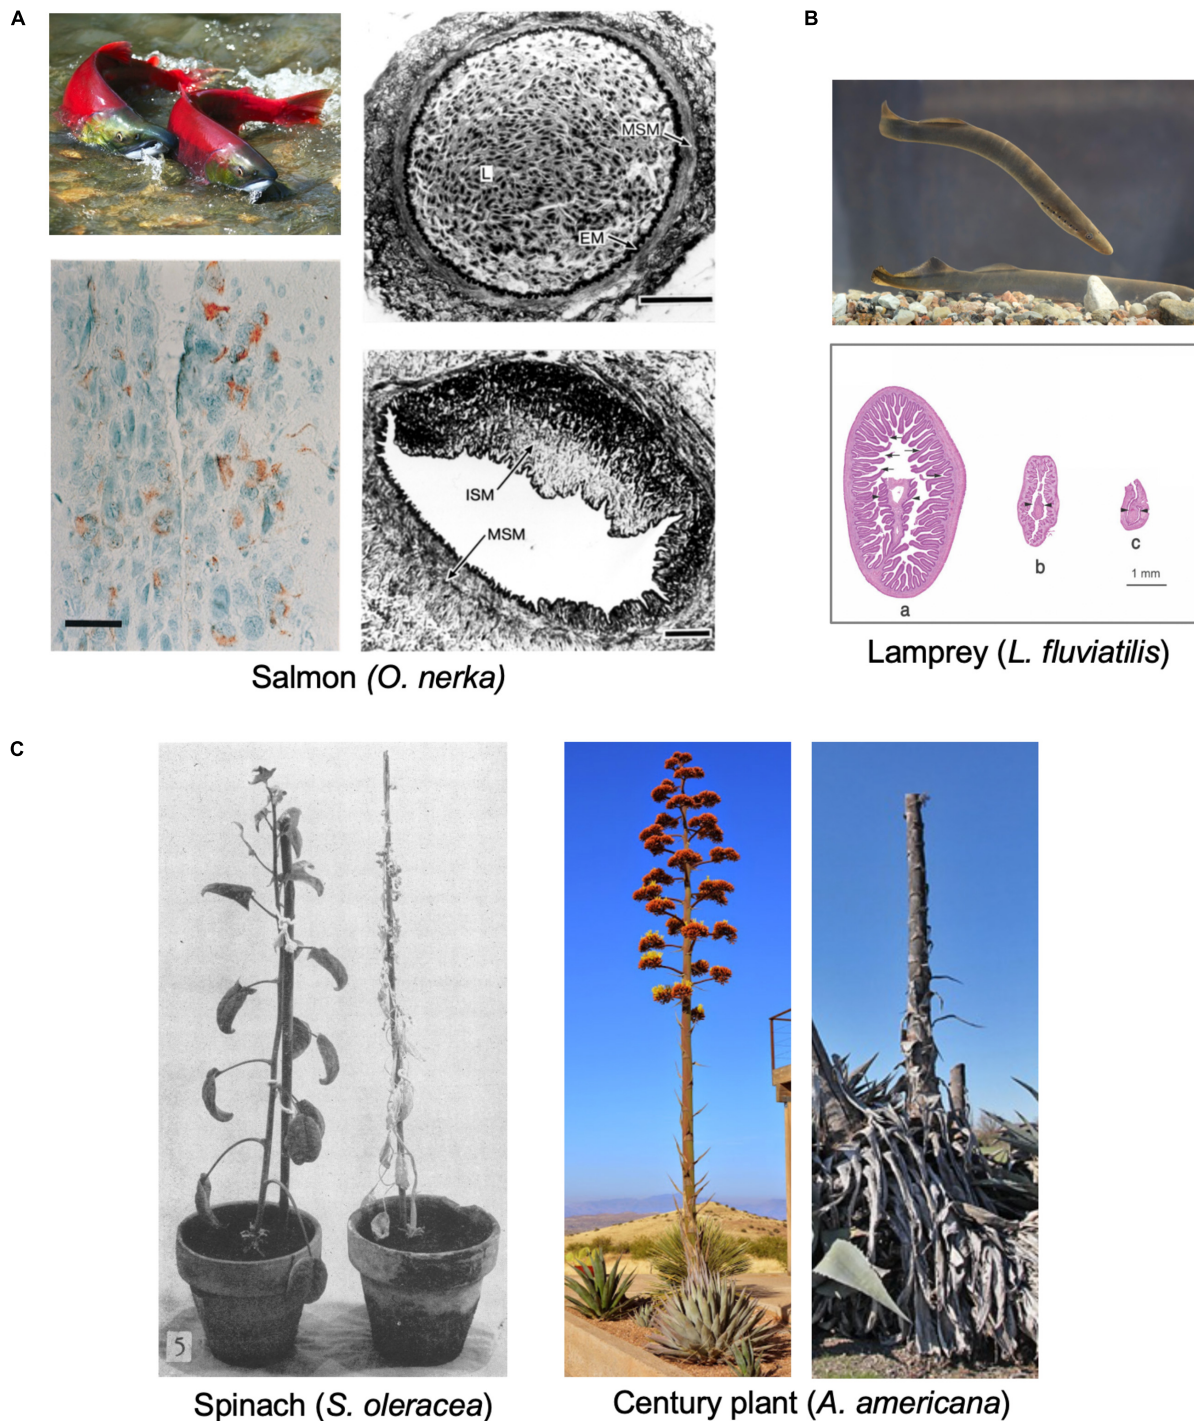 A
B
MSM
L
EM
ISM
MSM
a
b
c
1 mm
Salmon (O. nerka)
Lamprey (L. fluviatilis)
C
5
Spinach (S. oleracea)
Century plant (A. americana)